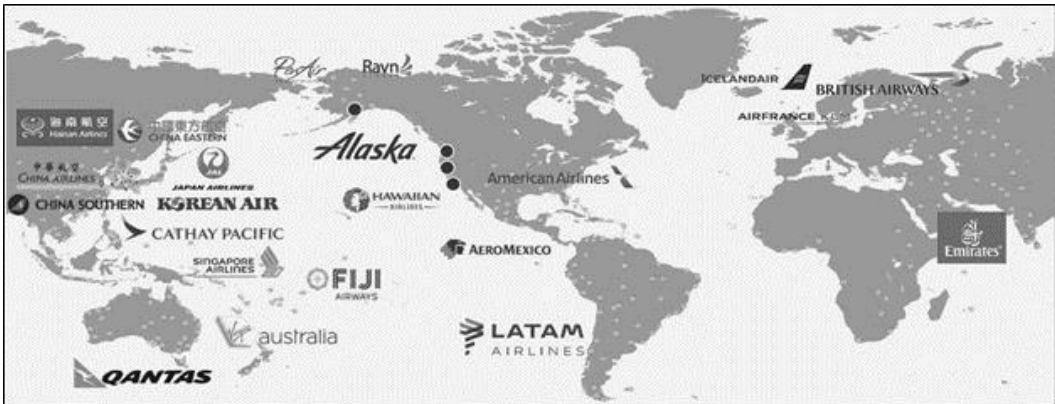 PenAir
Ravn
ICELANDAIR
BRITISH AIRWAYS
AIRFRANCE KLM
海南航空
Hainan Airlines
中國東方航空
CHINA EASTERN
Alaska
中華航空
CHINA AIRLINES
JAL
JAPAN AIRLINES
American Airlines
CHINA SOUTHERN
KOREAN AIR
HAWAIIAN
AIRLINES
CATHAY PACIFIC
AEROMEXICO
Emirates
SINGAPORE
AIRLINES
FIJI
AIRWAYS
australia
LATAM
AIRLINES
QANTAS